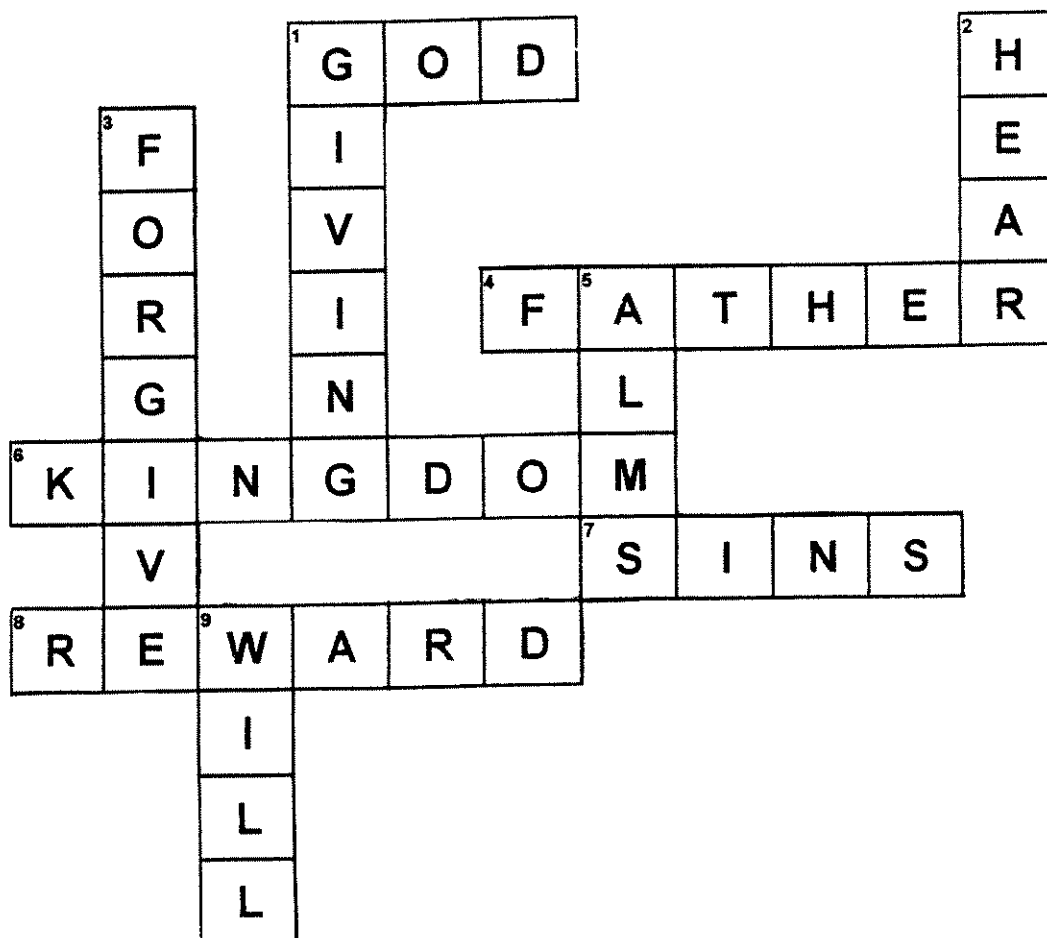 1 G O D 2 H
3 F I E
O V A
R I 4 F 5 A T H E R
G N L
6 K I N G D O M
V 7 S I N S
8 R E 9 W A R D
I
L
L